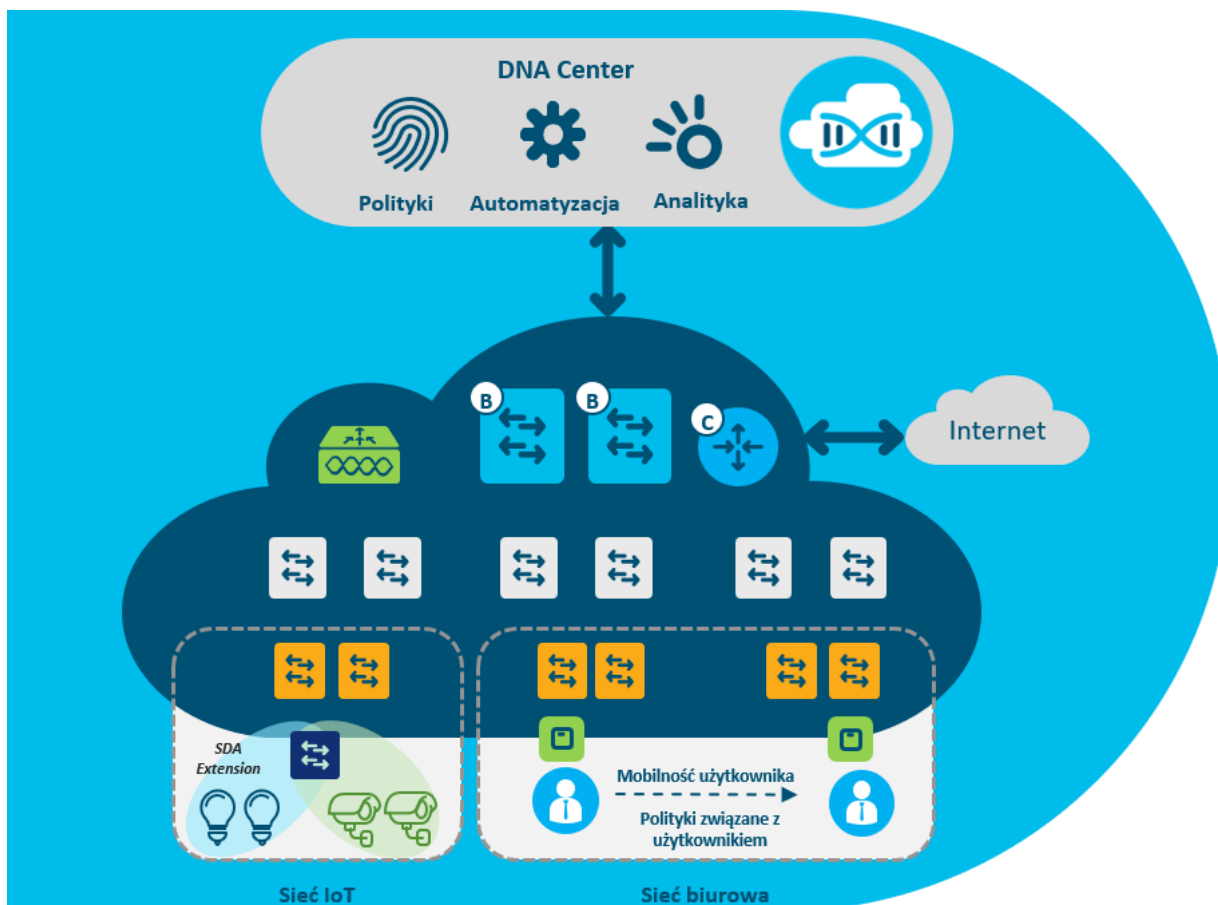 DNA Center
Polityki
Automatyzacja
Analityka
B
B
C
Internet
SDA
Extension
Mobilność użytkownika
Polityki związane z
użytkownikiem
Sieć IoT
Sieć biurowa